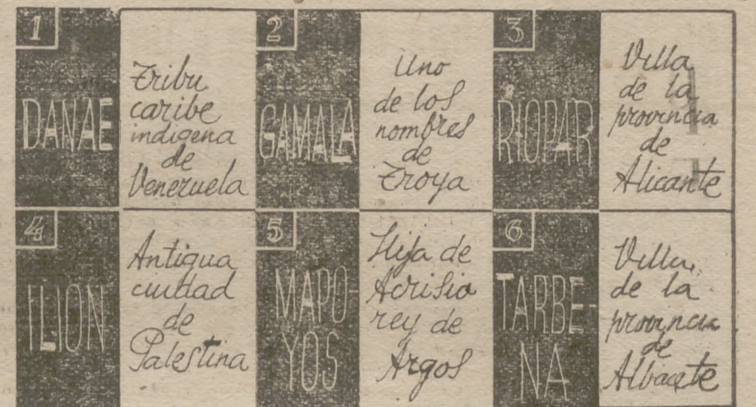 1
DANAE
Tribu
caribe
indigena
de
Venezuela
2
GAMALA
Uno
de los
nombres
de
Troya
3
RIOPAR
Villa
de la
provincia
de
Alicante
4
ILION
Antigua
ciudad
de
Palestina
5
MAPO-
YOS
Hija de
Acrisio
rey de
Argos
6
TARBE-
NA
Villa
de la
provincia
de
Albacete